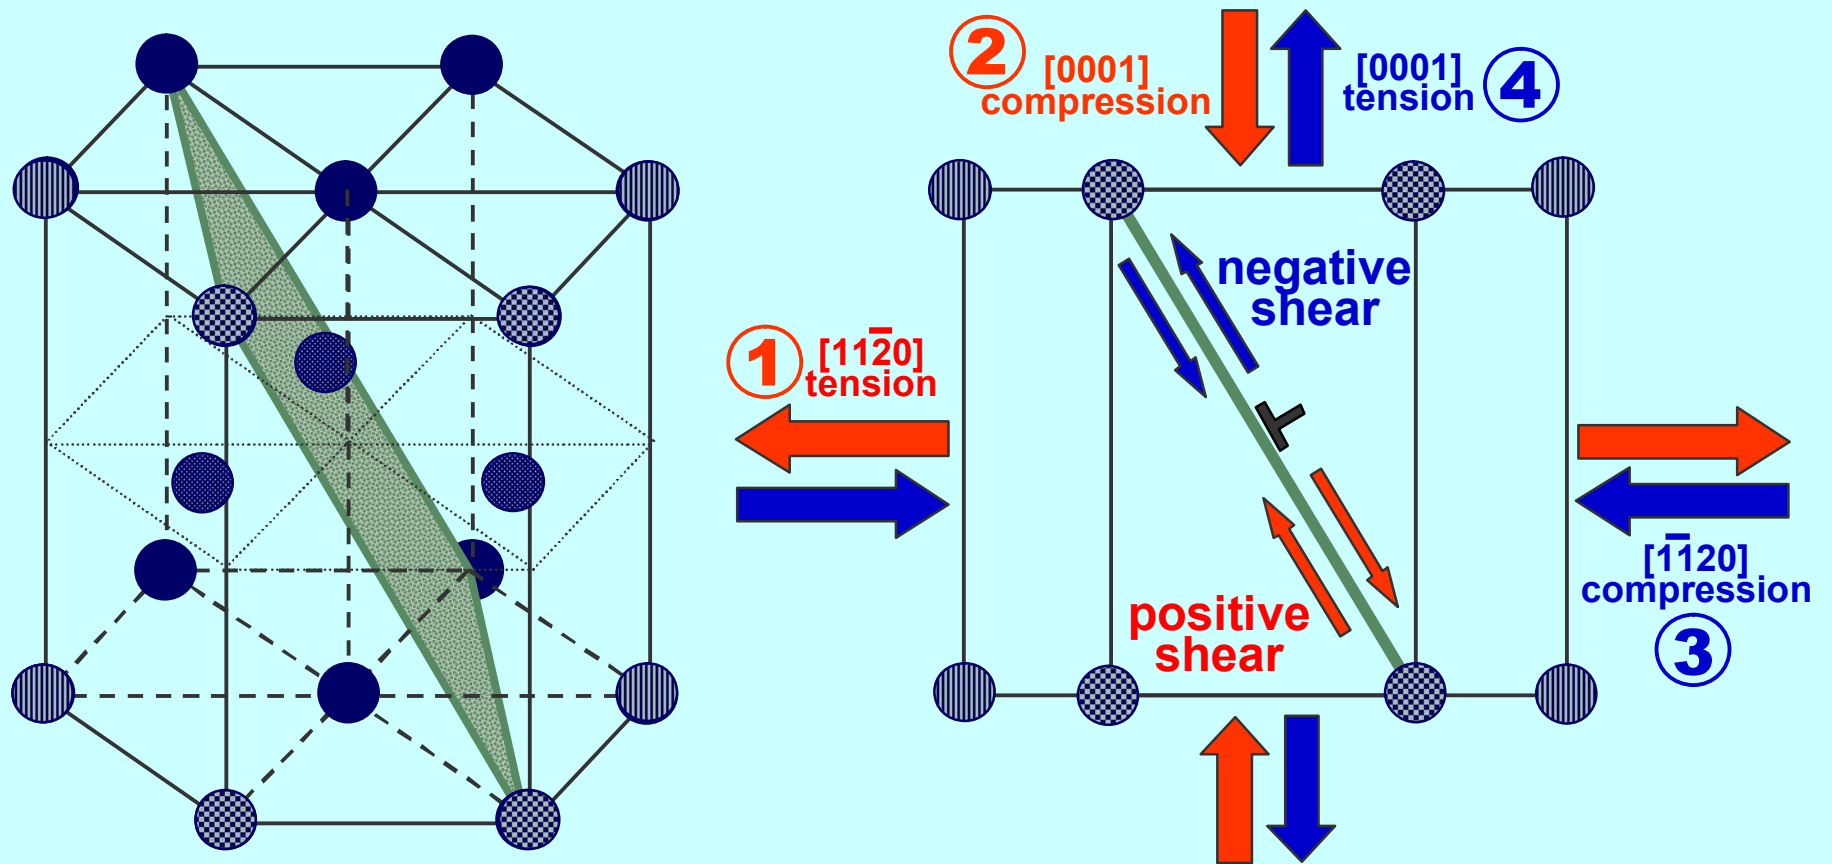 ②
[0001]
compression
[0001]
tension
④
negative
shear
①
[112̄0]
tension
positive
shear
[1̄1̄20]
compression
③